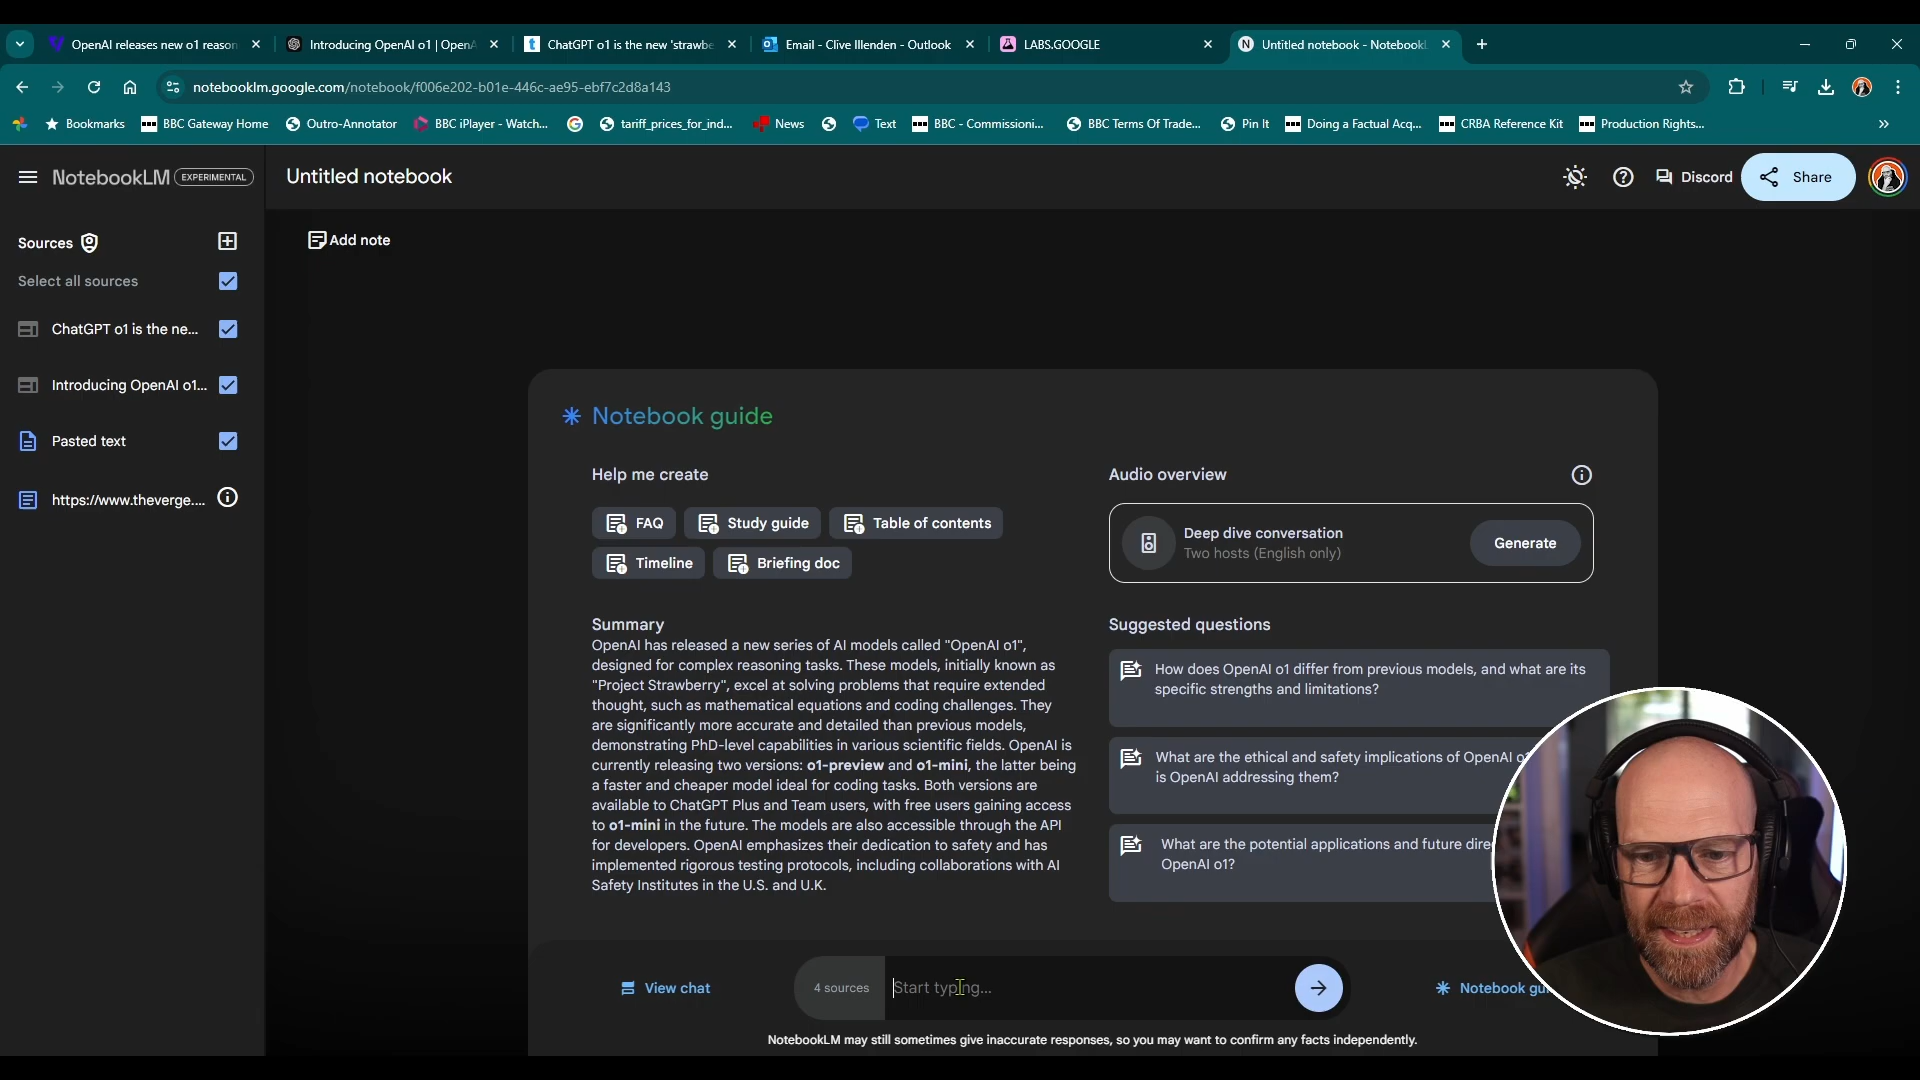 OpenAI releases new o1 reason
Introducing OpenAI o1 | OpenA
ChatGPT o1 is the new 'strawbe
Email - Clive Illenden - Outlook
LABS.GOOGLE
Untitled notebook - Notebook
notebooklm.google.com/notebook/f006e202-b01e-446c-ae95-ebf7c2d8a143
Bookmarks
BBC Gateway Home
Outro-Annotator
BBC iPlayer - Watch...
tariff_prices_for_ind...
News
Text
BBC - Commissioni...
BBC Terms Of Trade...
Pin It
Doing a Factual Acq...
CRBA Reference Kit
Production Rights...
NotebookLM EXPERIMENTAL
Untitled notebook
Discord
Share
Sources
Select all sources
ChatGPT o1 is the ne...
Introducing OpenAI o1...
Pasted text
https://www.theverge....
Add note
Notebook guide
Help me create
FAQ
Study guide
Table of contents
Timeline
Briefing doc
Audio overview
Deep dive conversation
Two hosts (English only)
Generate
Summary
OpenAI has released a new series of AI models called "OpenAI o1",
designed for complex reasoning tasks. These models, initially known as
"Project Strawberry", excel at solving problems that require extended
thought, such as mathematical equations and coding challenges. They
are significantly more accurate and detailed than previous models,
demonstrating PhD-level capabilities in various scientific fields. OpenAI is
currently releasing two versions: o1-preview and o1-mini, the latter being
a faster and cheaper model ideal for coding tasks. Both versions are
available to ChatGPT Plus and Team users, with free users gaining access
to o1-mini in the future. The models are also accessible through the API
for developers. OpenAI emphasizes their dedication to safety and has
implemented rigorous testing protocols, including collaborations with AI
Safety Institutes in the U.S. and U.K.
Suggested questions
How does OpenAI o1 differ from previous models, and what are its
specific strengths and limitations?
What are the ethical and safety implications of OpenAI o1
is OpenAI addressing them?
What are the potential applications and future dire
OpenAI o1?
View chat
4 sources
Start typing...
Notebook gu
NotebookLM may still sometimes give inaccurate responses, so you may want to confirm any facts independently.